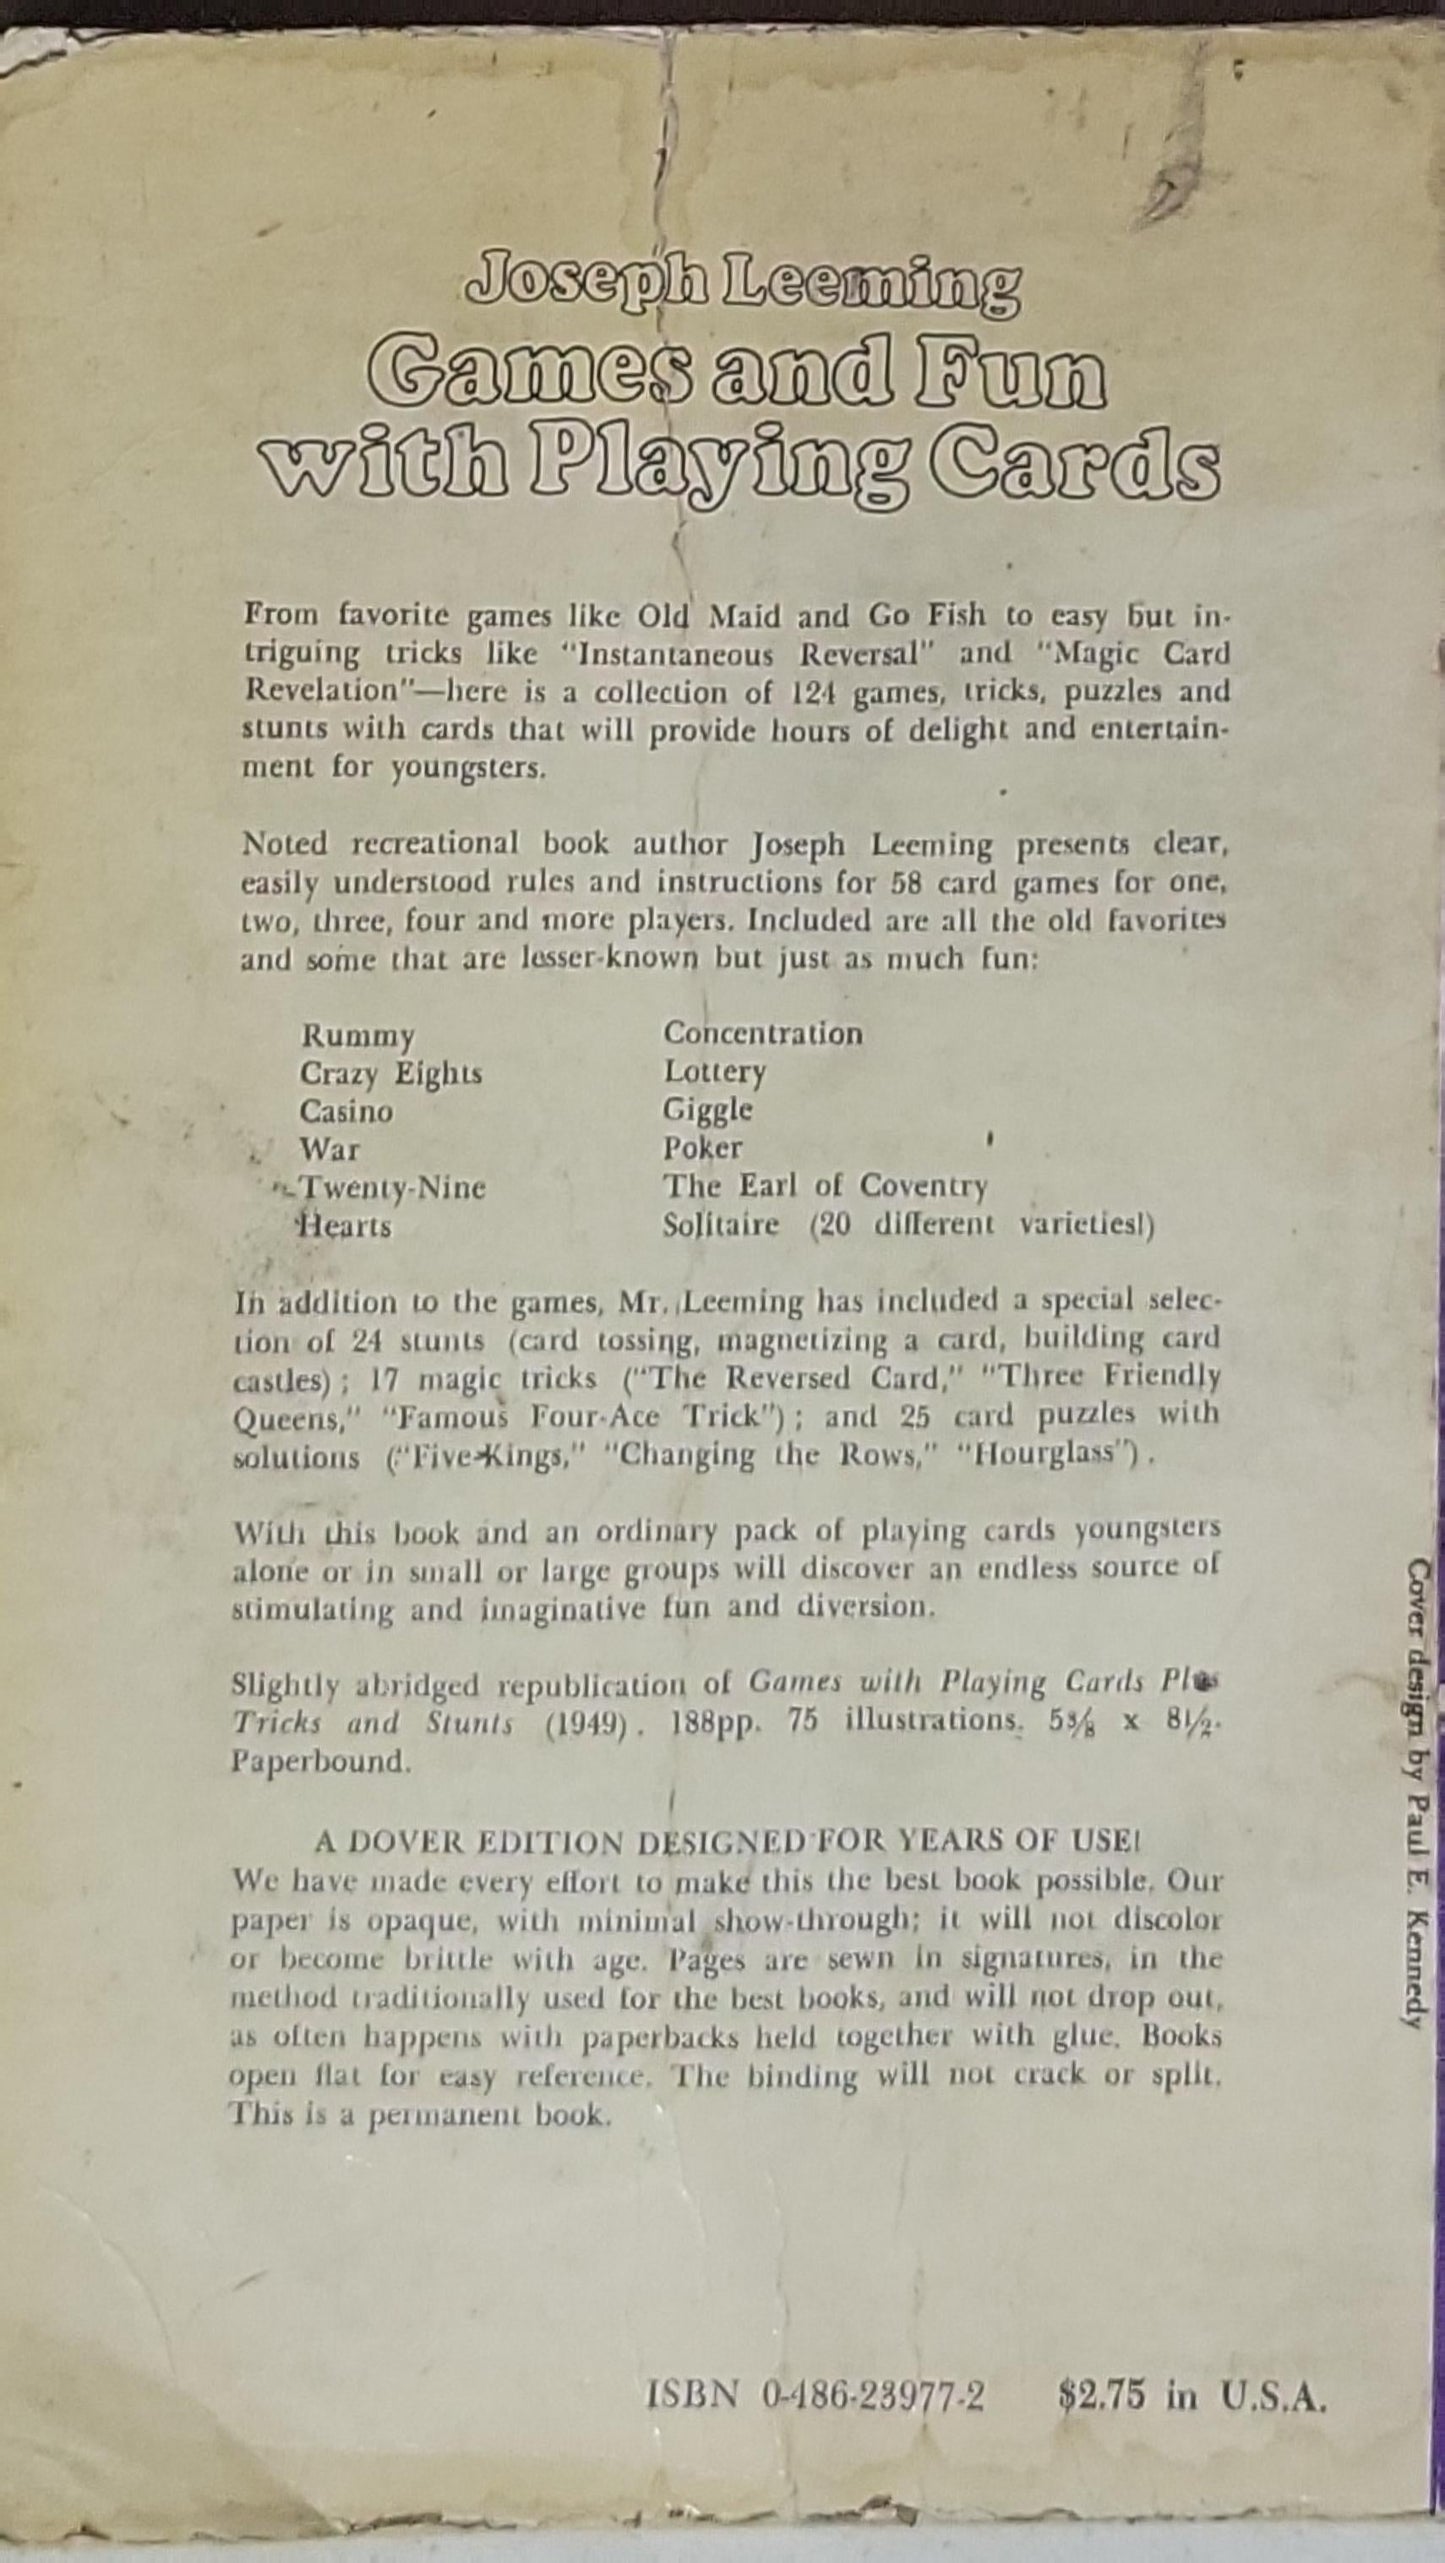 Joseph Leeming
Games and Fun
with Playing Cards
From favorite games like Old Maid and Go Fish to easy but in-
triguing tricks like "Instantaneous Reversal" and "Magic Card
Revelation"—here is a collection of 124 games, tricks, puzzles and
stunts with cards that will provide hours of delight and entertain-
ment for youngsters.
Noted recreational book author Joseph Leeming presents clear,
easily understood rules and instructions for 58 card games for one,
two, three, four and more players. Included are all the old favorites
and some that are lesser-known but just as much fun:
Rummy
Crazy Eights
Casino
War
Twenty-Nine
Hearts
Concentration
Lottery
Giggle
Poker
The Earl of Coventry
Solitaire (20 different varieties!)
In addition to the games, Mr. Leeming has included a special selec-
tion of 24 stunts (card tossing, magnetizing a card, building card
castles); 17 magic tricks ("The Reversed Card," "Three Friendly
Queens," "Famous Four-Ace Trick"); and 25 card puzzles with
solutions ("Five Kings," "Changing the Rows," "Hourglass").
With this book and an ordinary pack of playing cards youngsters
alone or in small or large groups will discover an endless source of
stimulating and imaginative fun and diversion.
Slightly abridged republication of Games with Playing Cards Plus
Tricks and Stunts (1949). 188pp. 75 illustrations. 5⅜ x 8½.
Paperbound.
A DOVER EDITION DESIGNED FOR YEARS OF USE!
We have made every effort to make this the best book possible. Our
paper is opaque, with minimal show-through; it will not discolor
or become brittle with age. Pages are sewn in signatures, in the
method traditionally used for the best books, and will not drop out,
as often happens with paperbacks held together with glue. Books
open flat for easy reference. The binding will not crack or split.
This is a permanent book.
ISBN 0-486-23977-2 $2.75 in U.S.A.
Cover design by Paul E. Kennedy